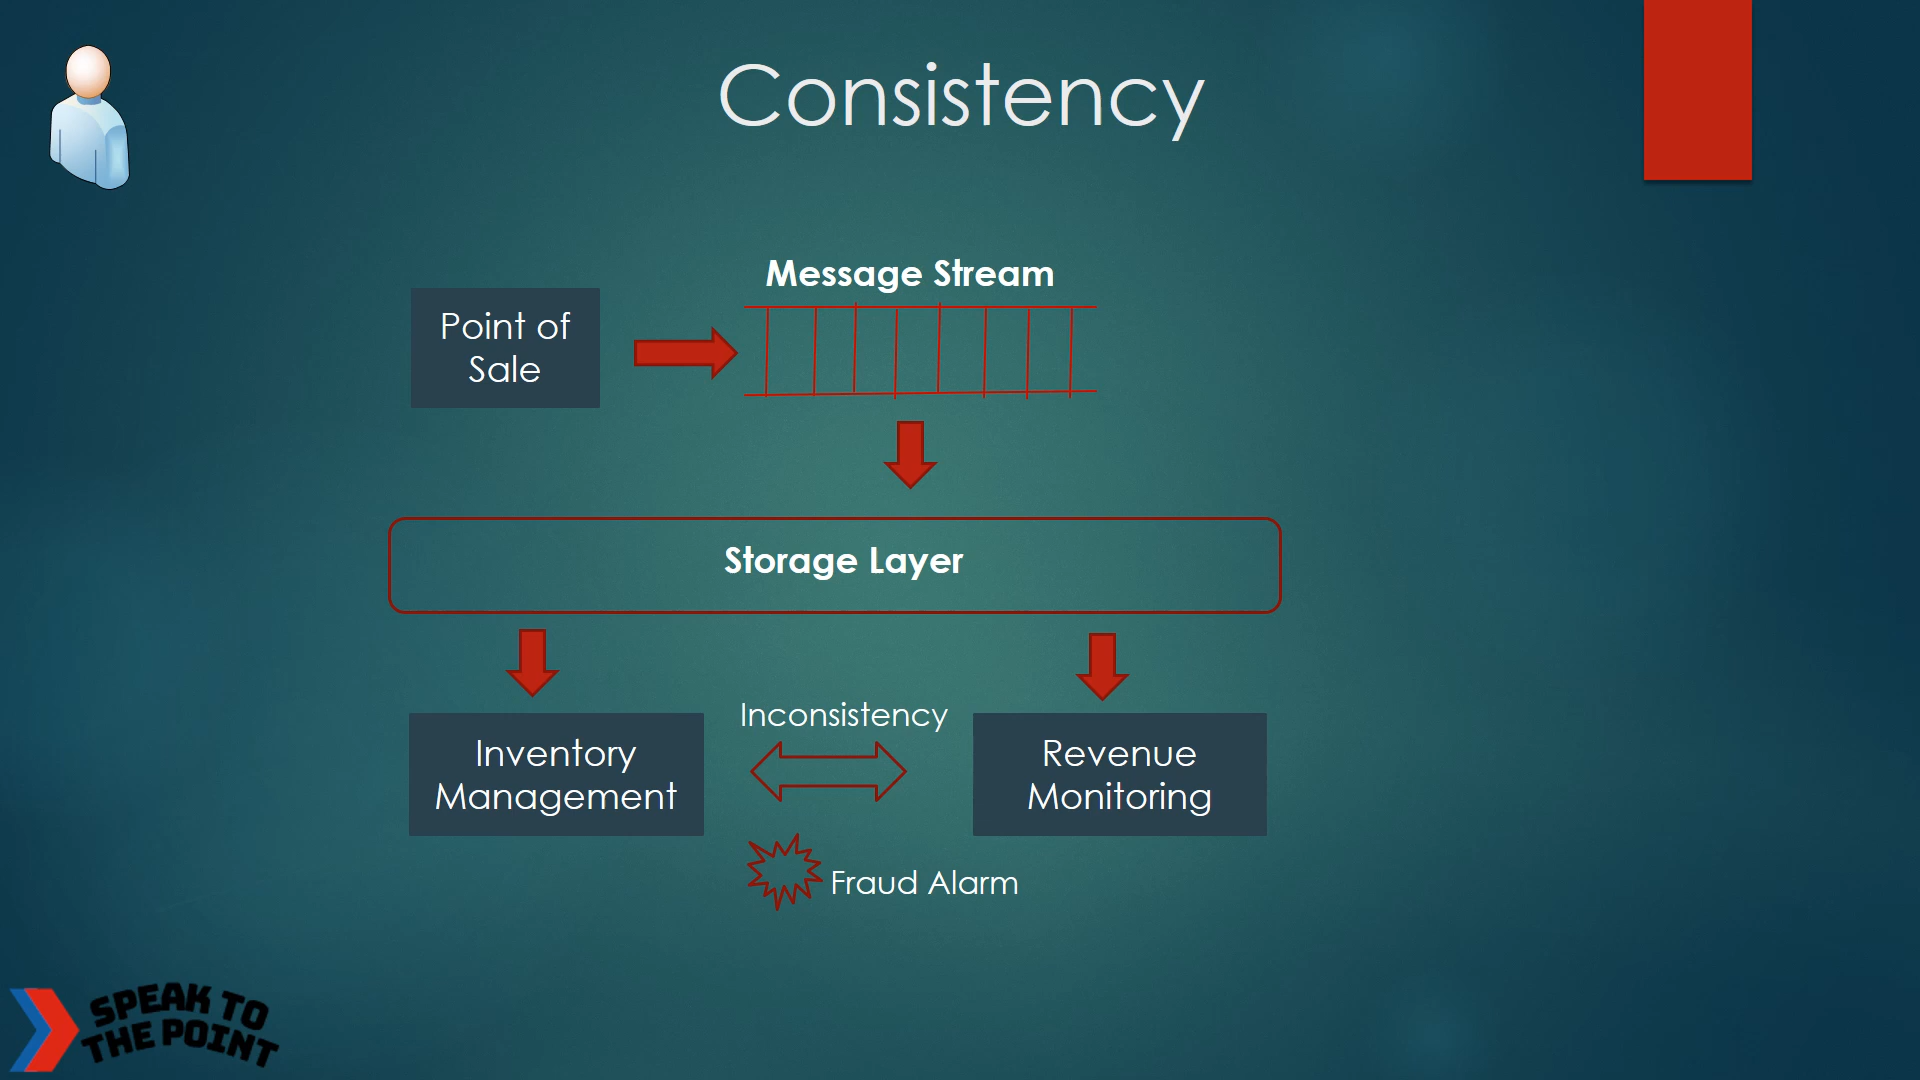 Consistency
Message Stream
Point of
Sale
Storage Layer
Inconsistency
Inventory
Management
Revenue
Monitoring
Fraud Alarm
SPEAK TO
THE POINT